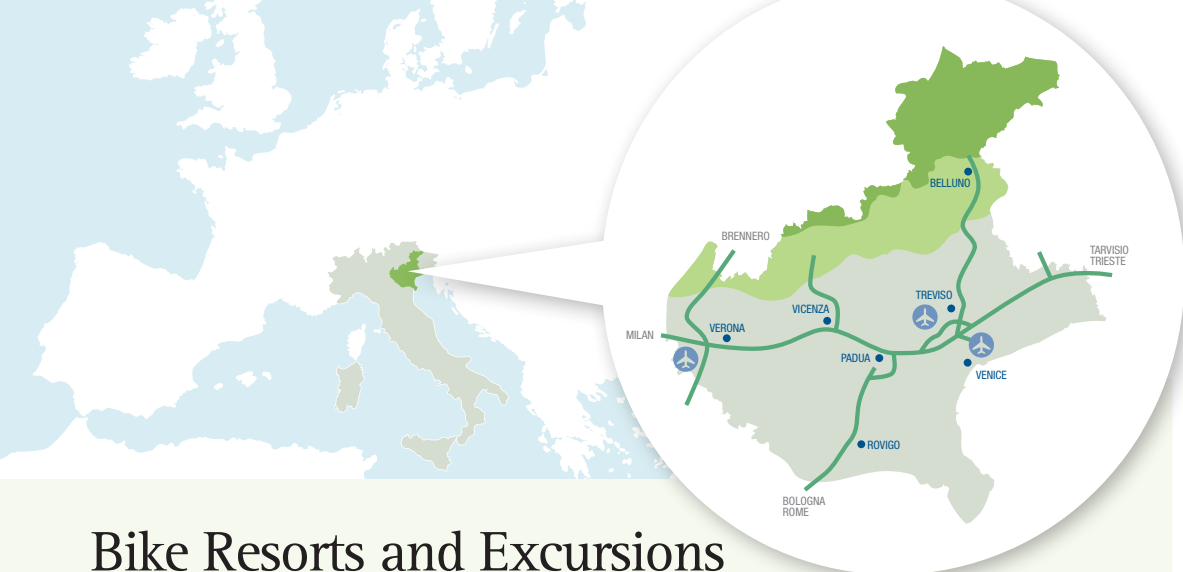 BELLUNO
BRENNERO
TARVISIO
TRIESTE
TREVISO
VICENZA
MILAN
VERONA
PADUA
VENICE
ROVIGO
BOLOGNA
ROME
Bike Resorts and Excursions